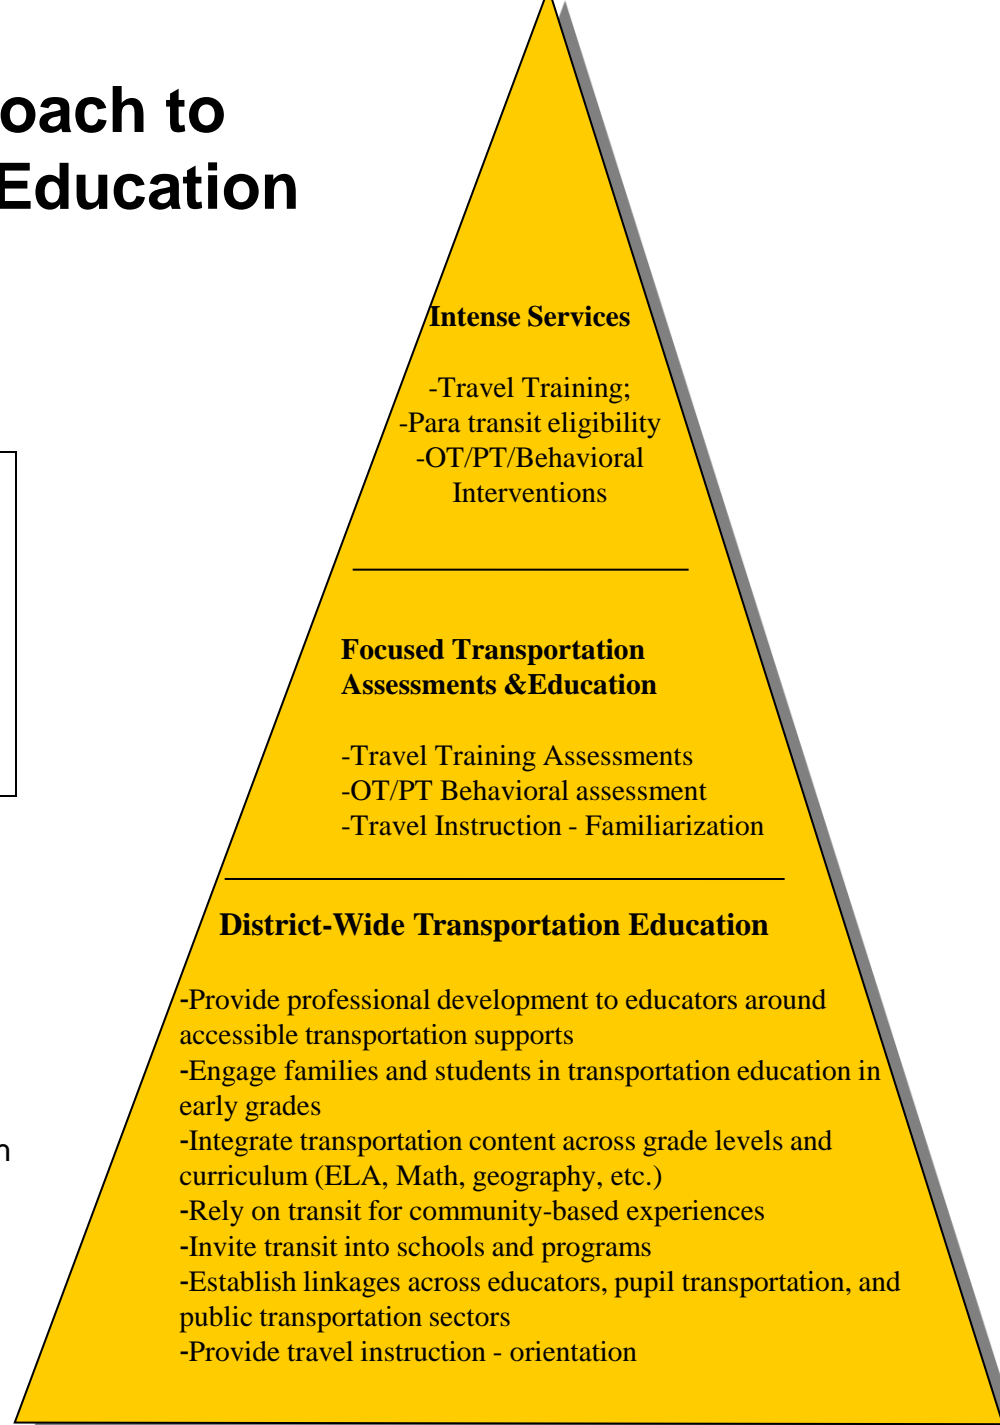 oach to
Education
Intense Services
-Travel Training;
-Para transit eligibility
-OT/PT/Behavioral
Interventions
Focused Transportation
Assessments &Education
-Travel Training Assessments
-OT/PT Behavioral assessment
-Travel Instruction - Familiarization
District-Wide Transportation Education
-Provide professional development to educators around
accessible transportation supports
-Engage families and students in transportation education in
early grades
-Integrate transportation content across grade levels and
curriculum (ELA, Math, geography, etc.)
n
-Rely on transit for community-based experiences
-Invite transit into schools and programs
-Establish linkages across educators, pupil transportation, and
public transportation sectors
-Provide travel instruction - orientation